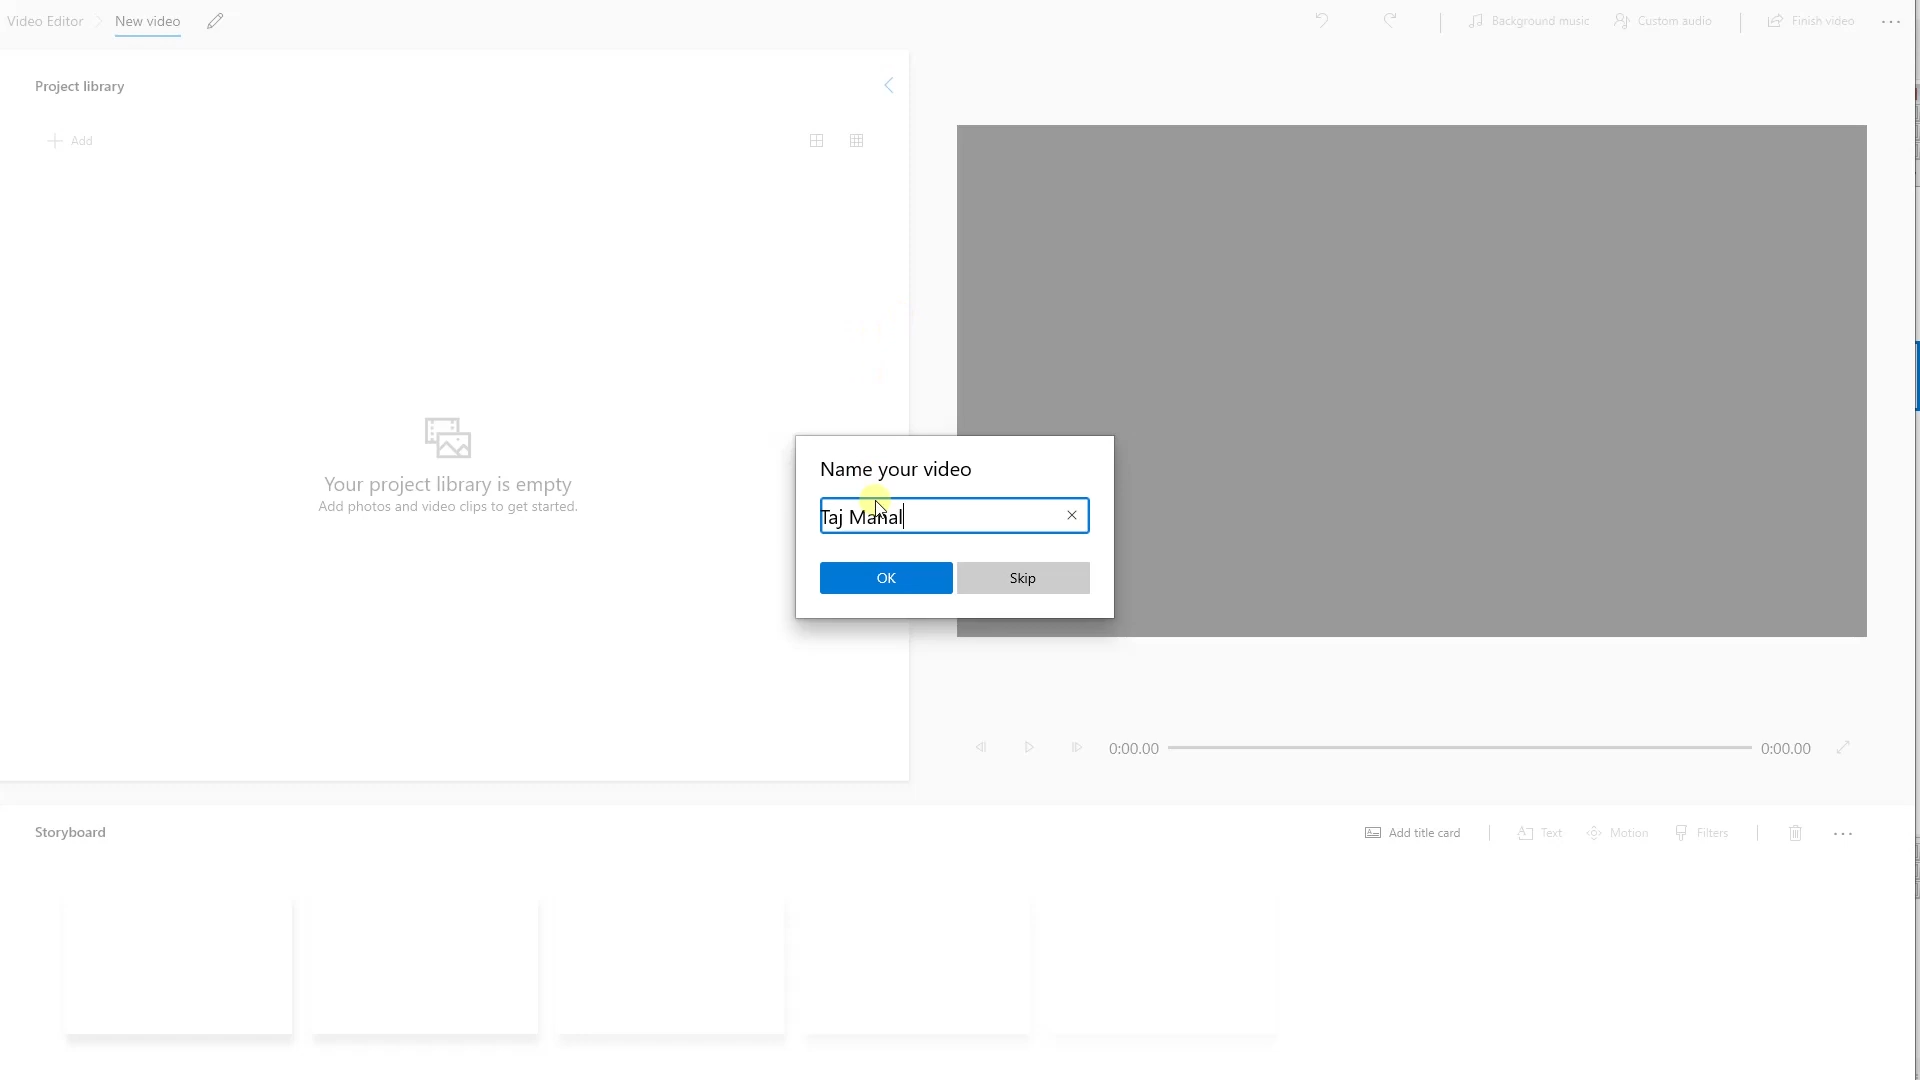 Video Editor
New video
Background music
Custom audio
Finish video
Project library
Add
Your project library is empty
Add photos and video clips to get started.
Name your video
Taj Mahal
OK
Skip
0:00.00
0:00.00
Storyboard
Add title card
Text
Motion
Filters